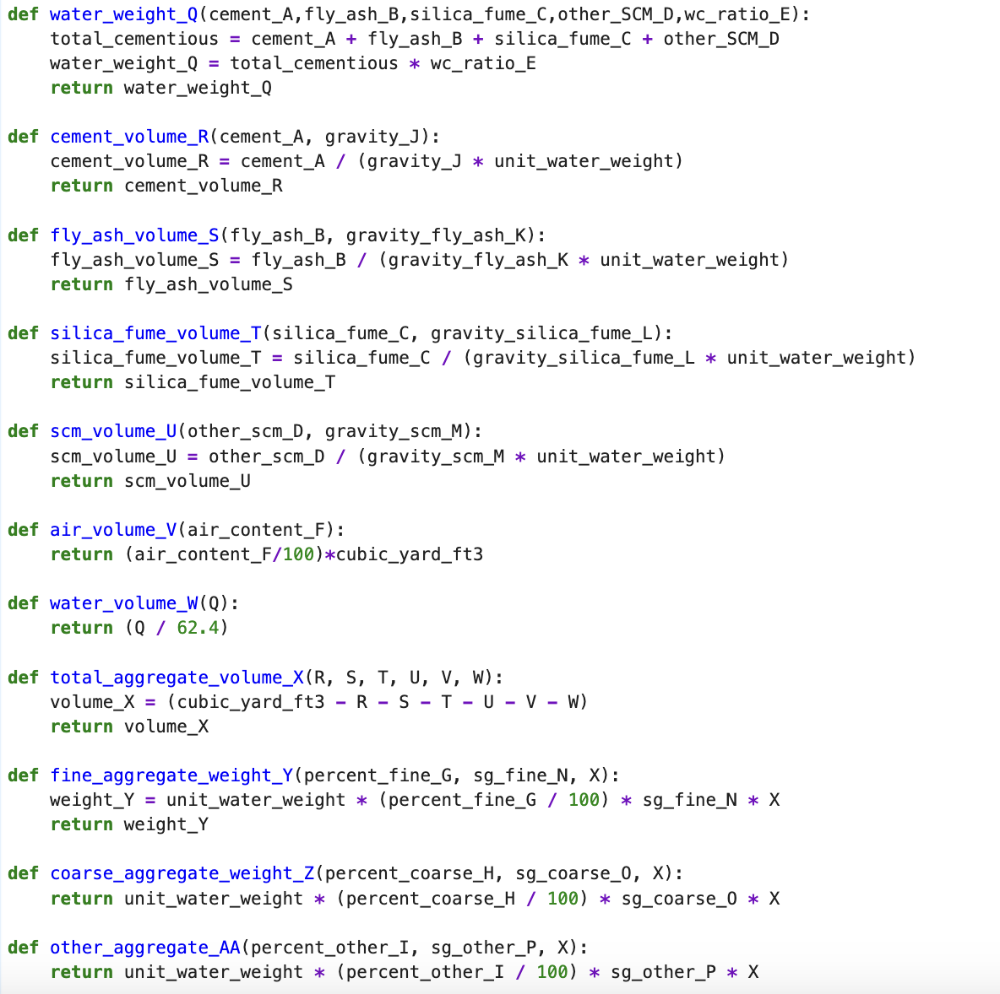 def water_weight_Q(cement_A,fly_ash_B,silica_fume_C,other_SCM_D,wc_ratio_E):
    total_cementious = cement_A + fly_ash_B + silica_fume_C + other_SCM_D
    water_weight_Q = total_cementious * wc_ratio_E
    return water_weight_Q

def cement_volume_R(cement_A, gravity_J):
    cement_volume_R = cement_A / (gravity_J * unit_water_weight)
    return cement_volume_R

def fly_ash_volume_S(fly_ash_B, gravity_fly_ash_K):
    fly_ash_volume_S = fly_ash_B / (gravity_fly_ash_K * unit_water_weight)
    return fly_ash_volume_S

def silica_fume_volume_T(silica_fume_C, gravity_silica_fume_L):
    silica_fume_volume_T = silica_fume_C / (gravity_silica_fume_L * unit_water_weight)
    return silica_fume_volume_T

def scm_volume_U(other_scm_D, gravity_scm_M):
    scm_volume_U = other_scm_D / (gravity_scm_M * unit_water_weight)
    return scm_volume_U

def air_volume_V(air_content_F):
    return (air_content_F/100)*cubic_yard_ft3

def water_volume_W(Q):
    return (Q / 62.4)

def total_aggregate_volume_X(R, S, T, U, V, W):
    volume_X = (cubic_yard_ft3 - R - S - T - U - V - W)
    return volume_X

def fine_aggregate_weight_Y(percent_fine_G, sg_fine_N, X):
    weight_Y = unit_water_weight * (percent_fine_G / 100) * sg_fine_N * X
    return weight_Y

def coarse_aggregate_weight_Z(percent_coarse_H, sg_coarse_O, X):
    return unit_water_weight * (percent_coarse_H / 100) * sg_coarse_O * X

def other_aggregate_AA(percent_other_I, sg_other_P, X):
    return unit_water_weight * (percent_other_I / 100) * sg_other_P * X